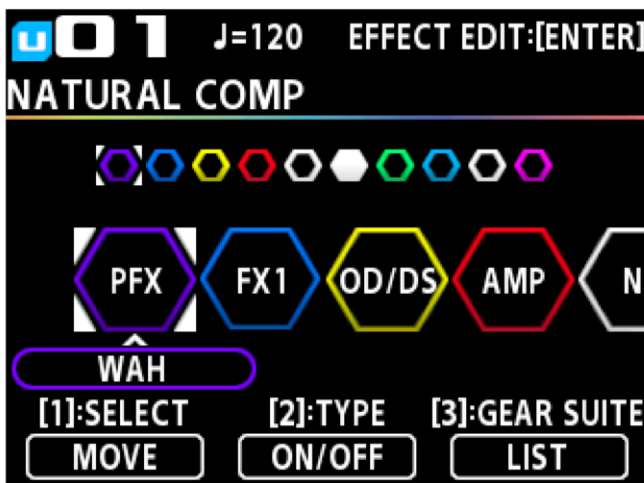 U01 ♩=120 EFFECT EDIT:[ENTER]
NATURAL COMP
PFX FX1 OD/DS AMP N
WAH
[1]:SELECT [2]:TYPE [3]:GEAR SUITE
MOVE ON/OFF LIST